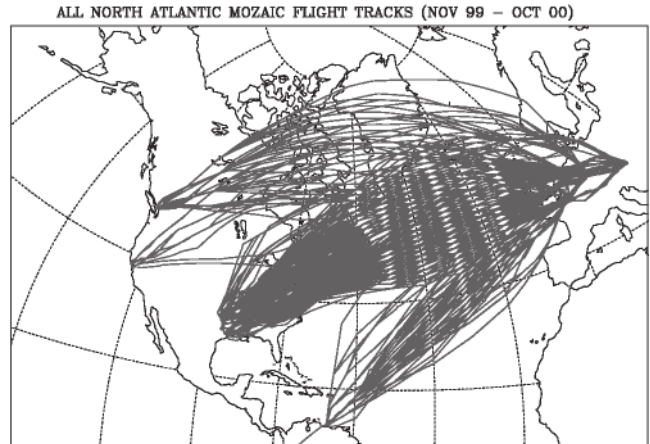 ALL NORTH ATLANTIC MOZAIC FLIGHT TRACKS (NOV 99 – OCT 00)